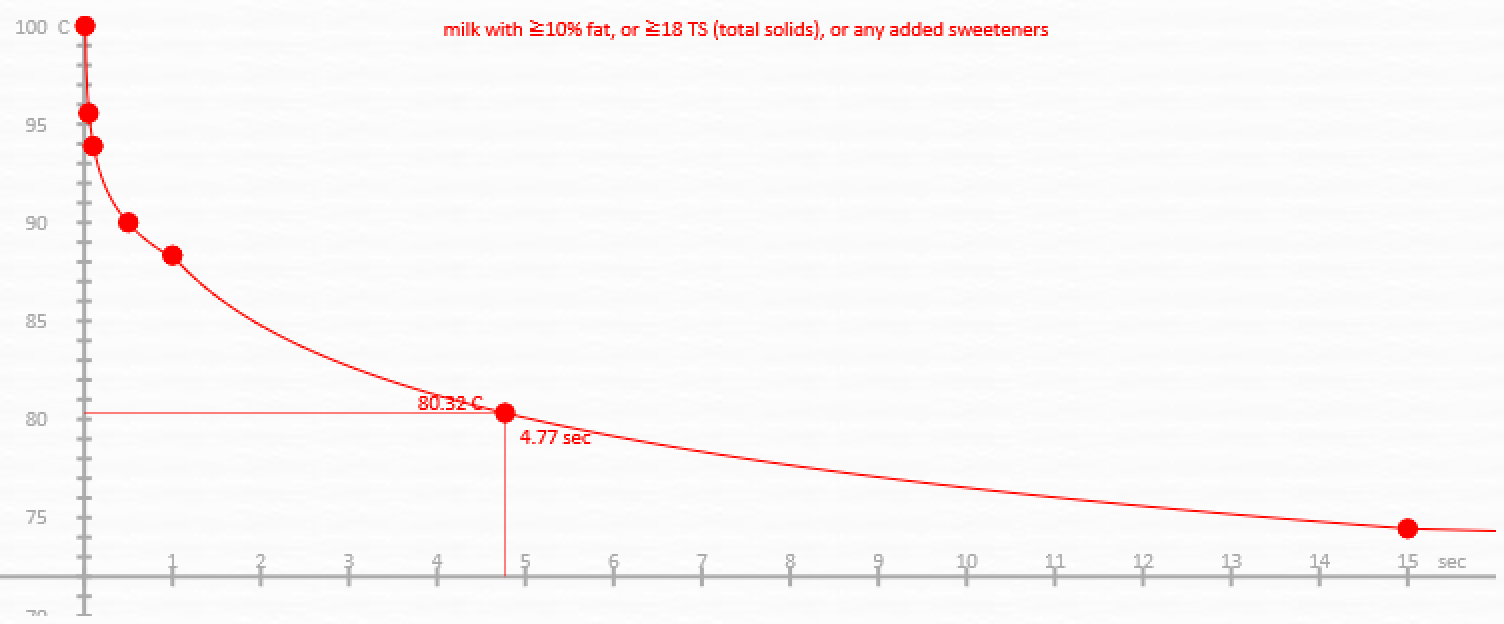 100 C
milk with ≧10% fat, or ≧18 TS (total solids), or any added sweeteners
95
90
85
80.32 C
80
4.77 sec
75
1 2 3 4 5 6 7 8 9 10 11 12 13 14 15 sec